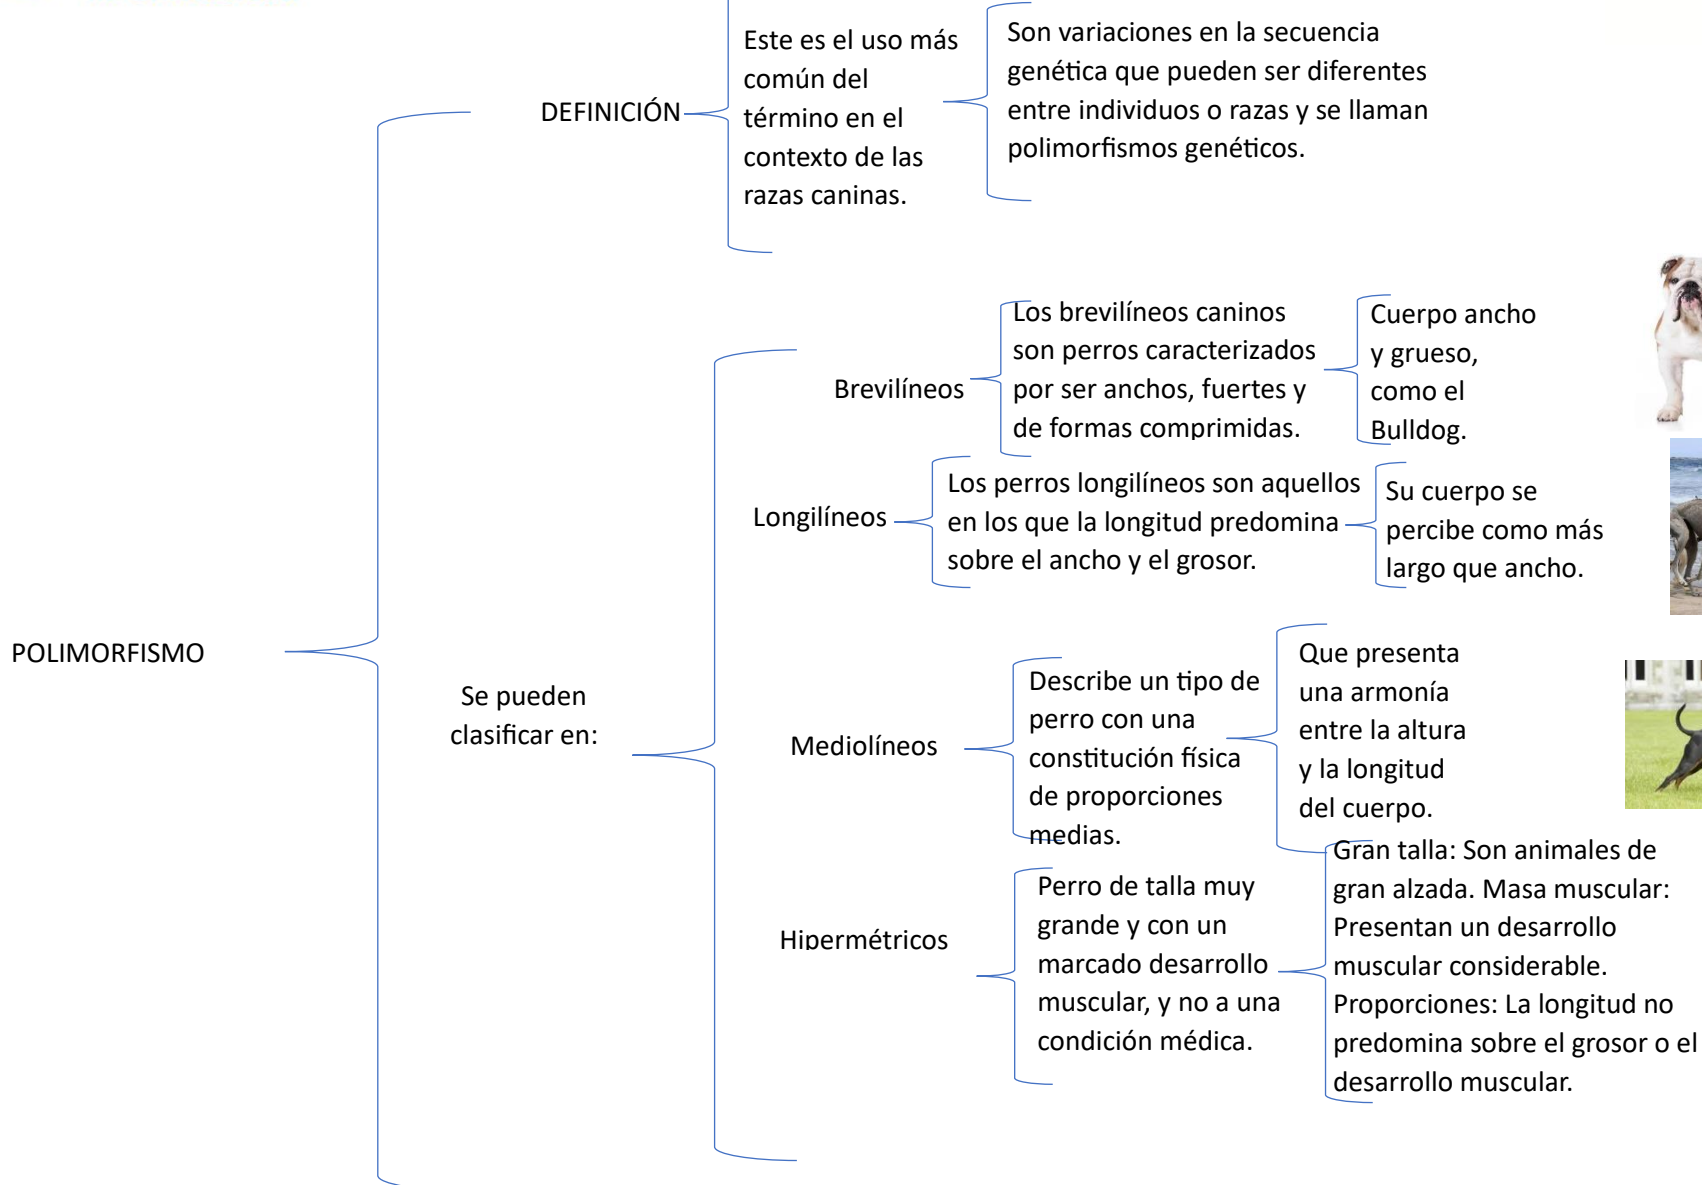 DEFINICIÓN
Este es el uso más
común del
término en el
contexto de las
razas caninas.
Son variaciones en la secuencia
genética que pueden ser diferentes
entre individuos o razas y se llaman
polimorfismos genéticos.
POLIMORFISMO
Se pueden
clasificar en:
Brevilíneos
Los brevilíneos caninos
son perros caracterizados
por ser anchos, fuertes y
de formas comprimidas.
Cuerpo ancho
y grueso,
como el
Bulldog.
Longilíneos
Los perros longilíneos son aquellos
en los que la longitud predomina
sobre el ancho y el grosor.
Su cuerpo se
percibe como más
largo que ancho.
Mediolíneos
Describe un tipo de
perro con una
constitución física
de proporciones
medias.
Que presenta
una armonía
entre la altura
y la longitud
del cuerpo.
Hipermétricos
Perro de talla muy
grande y con un
marcado desarrollo
muscular, y no a una
condición médica.
Gran talla: Son animales de
gran alzada. Masa muscular:
Presentan un desarrollo
muscular considerable.
Proporciones: La longitud no
predomina sobre el grosor o el
desarrollo muscular.